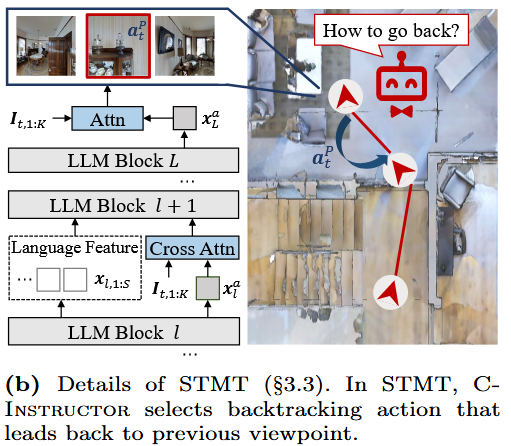 a_t^P
How to go back?
I_{t,1:K}
Attn
x_L^a
LLM Block L
...
LLM Block l + 1
Language Feature
... x_{l,1:S}
Cross Attn
I_{t,1:K}
x_l^a
LLM Block l
...
a_t^P
(b) Details of STMT (§3.3). In STMT, C-
INSTRUCTOR selects backtracking action that
leads back to previous viewpoint.